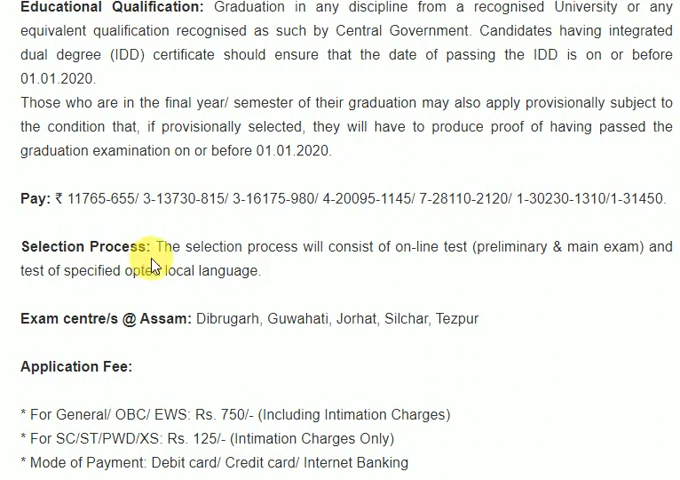 Educational Qualification: Graduation in any discipline from a recognised University or any
equivalent qualification recognised as such by Central Government. Candidates having integrated
dual degree (IDD) certificate should ensure that the date of passing the IDD is on or before
01.01.2020.
Those who are in the final year/ semester of their graduation may also apply provisionally subject to
the condition that, if provisionally selected, they will have to produce proof of having passed the
graduation examination on or before 01.01.2020.
Pay: ₹ 11765-655/ 3-13730-815/ 3-16175-980/ 4-20095-1145/ 7-28110-2120/ 1-30230-1310/1-31450.
Selection Process: The selection process will consist of on-line test (preliminary & main exam) and
test of specified opted local language.
Exam centre/s @ Assam: Dibrugarh, Guwahati, Jorhat, Silchar, Tezpur
Application Fee:
* For General/ OBC/ EWS: Rs. 750/- (Including Intimation Charges)
* For SC/ST/PWD/XS: Rs. 125/- (Intimation Charges Only)
* Mode of Payment: Debit card/ Credit card/ Internet Banking